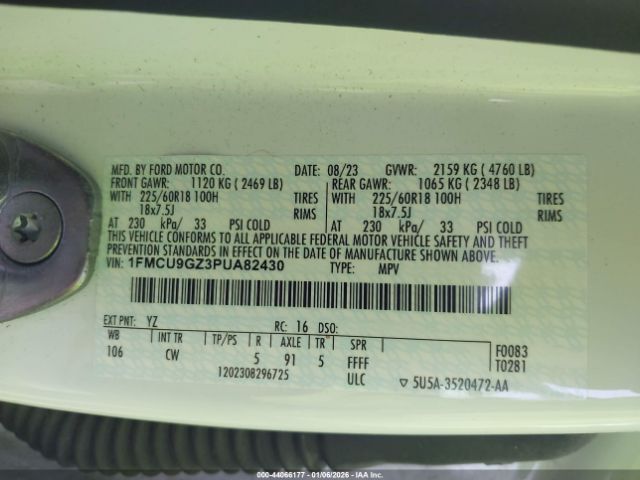 MFD. BY FORD MOTOR CO. DATE: 08/23 GVWR: 2159 KG ( 4760 LB)
FRONT GAWR: 1120 KG ( 2469 LB) REAR GAWR: 1065 KG ( 2348 LB)
WITH 225/60R18 100H TIRES WITH 225/60R18 100H TIRES
18x7.5J RIMS 18x7.5J RIMS
AT 230 kPa/ 33 PSI COLD AT 230 kPa/ 33 PSI COLD
THIS VEHICLE CONFORMS TO ALL APPLICABLE FEDERAL MOTOR VEHICLE SAFETY AND THEFT
PREVENTION STANDARDS IN EFFECT ON THE DATE OF MANUFACTURE SHOWN ABOVE.
VIN: 1FMCU9GZ3PUA82430 TYPE: MPV
EXT PNT: YZ RC: 16 DSO:
WB INT TR TP/PS R AXLE TR SPR F0083
106 CW 5 91 5 FFFF T0281
1202308296725 ULC ▽ 5U5A-3520472-AA
000-44066177 - 01/06/2026 - IAAI.COM